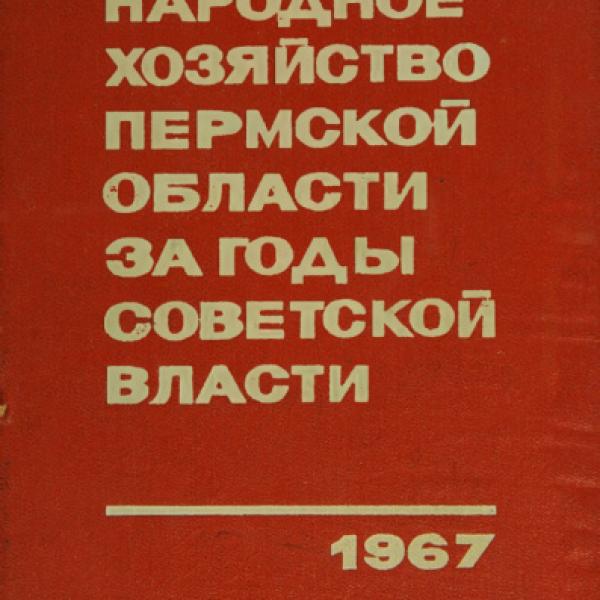 НАРОДНОЕ
ХОЗЯЙСТВО
ПЕРМСКОЙ
ОБЛАСТИ
ЗА ГОДЫ
СОВЕТСКОЙ
ВЛАСТИ
1967